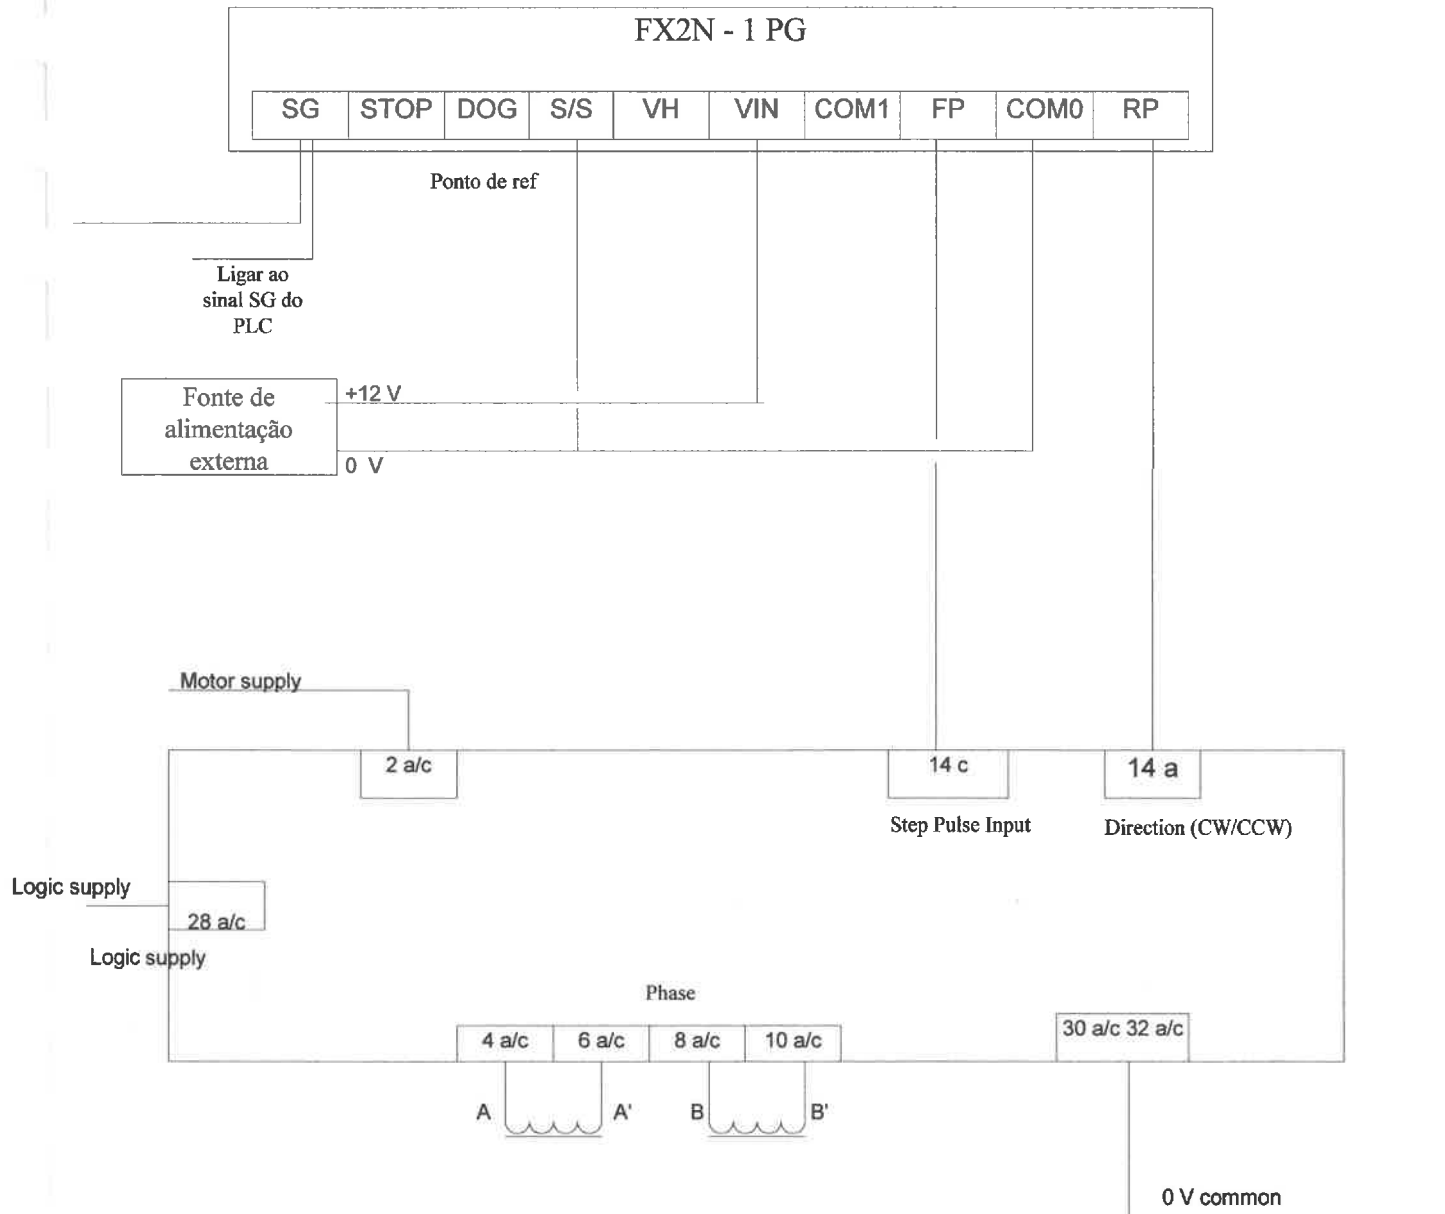 FX2N - 1 PG
SG STOP DOG S/S VH VIN COM1 FP COM0 RP
Ponto de ref
Ligar ao
sinal SG do
PLC
Fonte de
alimentação
externa
+12 V
0 V
Motor supply
2 a/c
14 c
14 a
Step Pulse Input
Direction (CW/CCW)
Logic supply
28 a/c
Logic supply
Phase
4 a/c 6 a/c 8 a/c 10 a/c
30 a/c 32 a/c
A A' B B'
0 V common